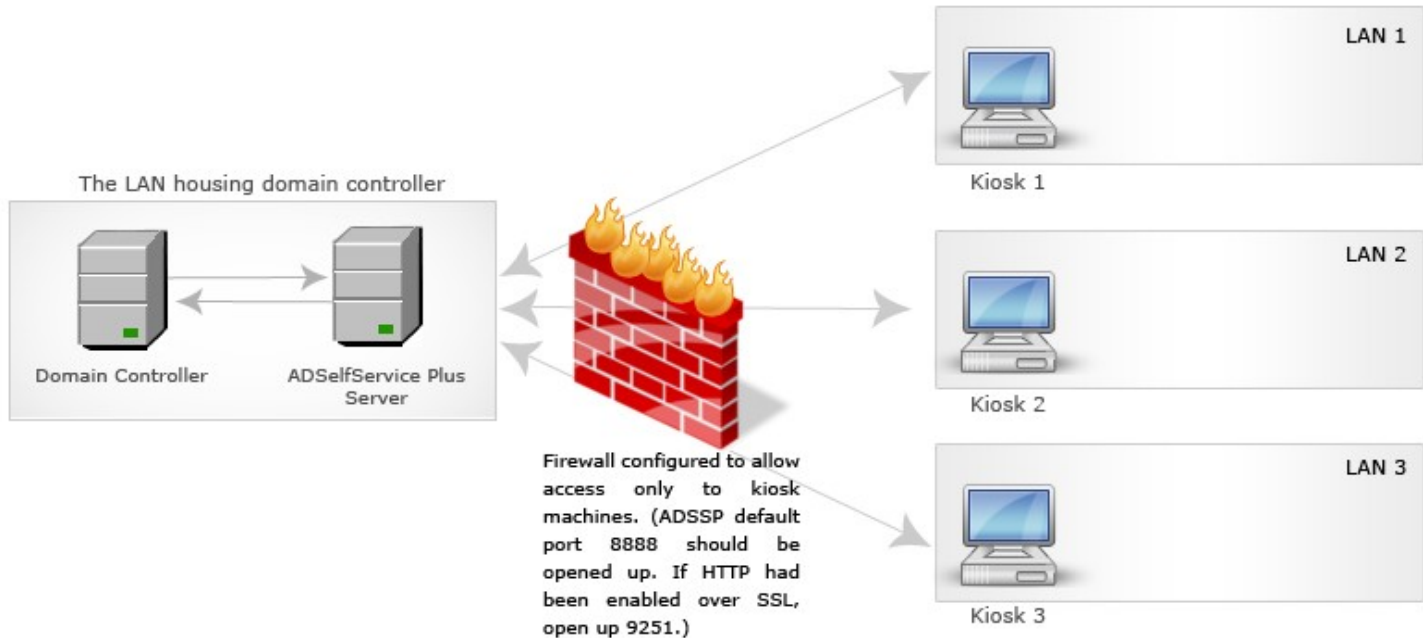 LAN 1
Kiosk 1
The LAN housing domain controller
Domain Controller
ADSelfService Plus
Server
LAN 2
Kiosk 2
Firewall configured to allow
access only to kiosk
machines. (ADSSP default
port 8888 should be
opened up. If HTTP had
been enabled over SSL,
open up 9251.)
LAN 3
Kiosk 3